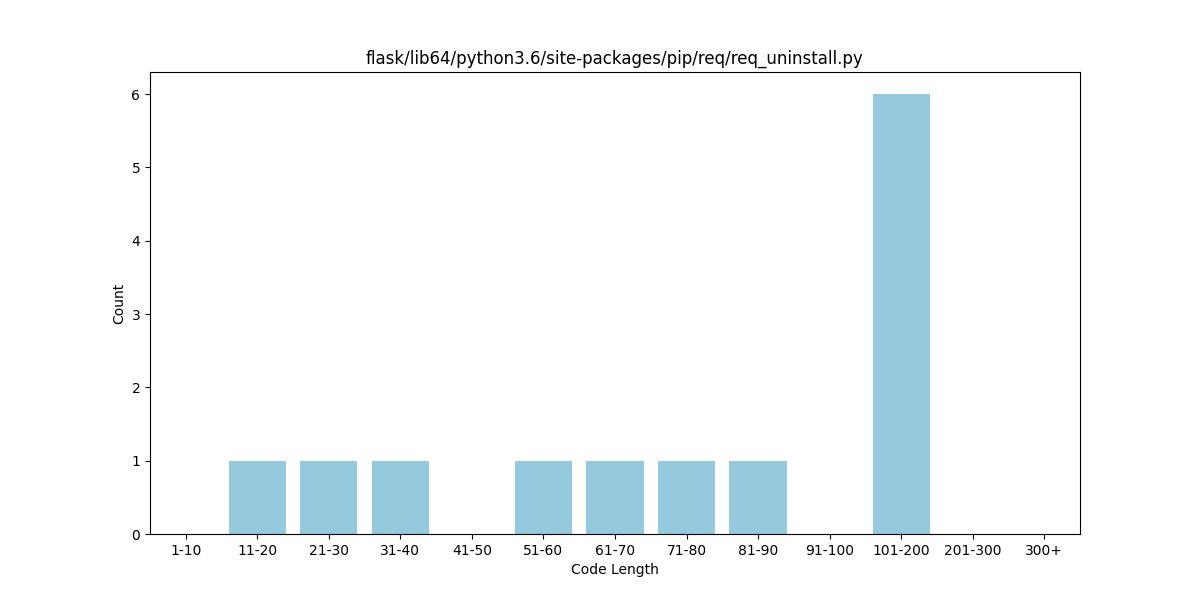 flask/lib64/python3.6/site-packages/pip/req/req_uninstall.py
6
5
4
3
2
1
0
Count
1-10 11-20 21-30 31-40 41-50 51-60 61-70 71-80 81-90 91-100 101-200 201-300 300+
Code Length